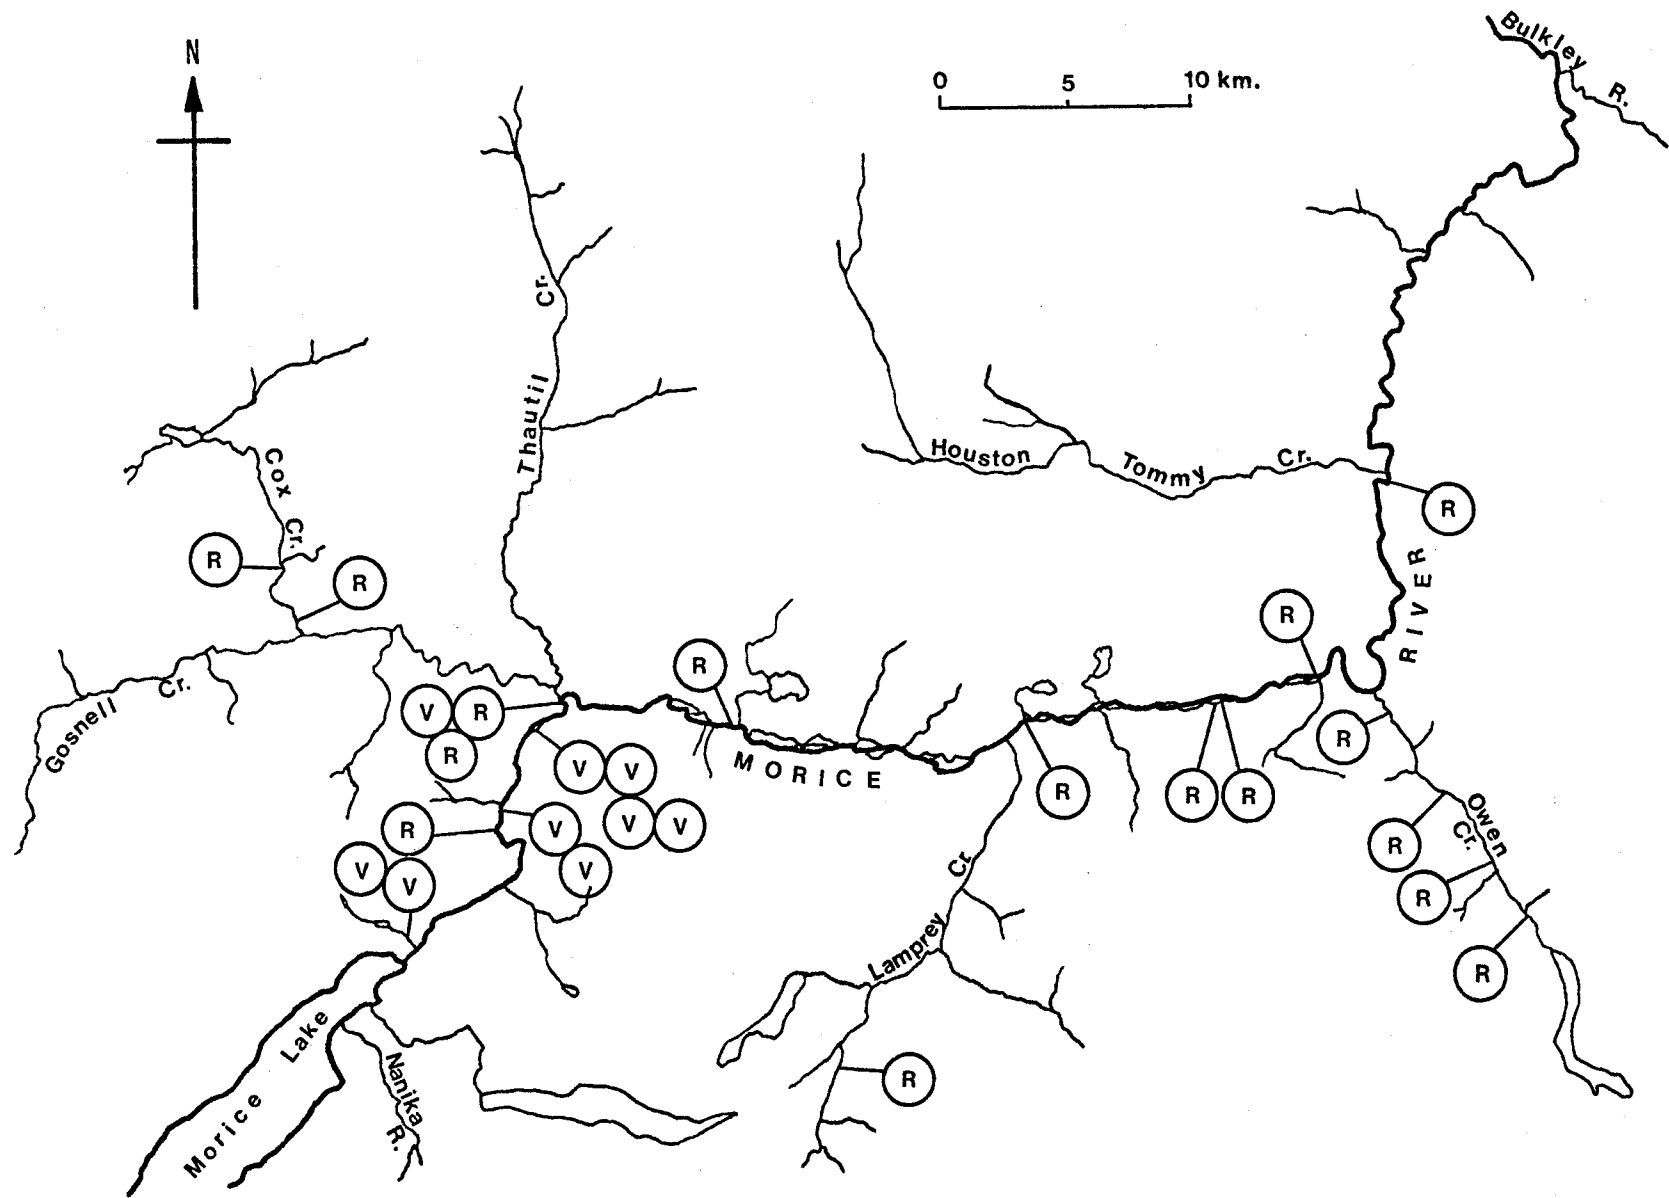 Bulkley
R.
N
0 5 10 km.
Thautil Cr.
Cox Cr.
Houston Tommy Cr.
R
R
R
RIVER
R
R
Gosnell Cr.
V R
R
MORICE
V V
R
R
R R
V V
R
V
V
V
V
R
Owen Cr.
R
R
Lamprey Cr.
Morice Lake
Nanika R.
R